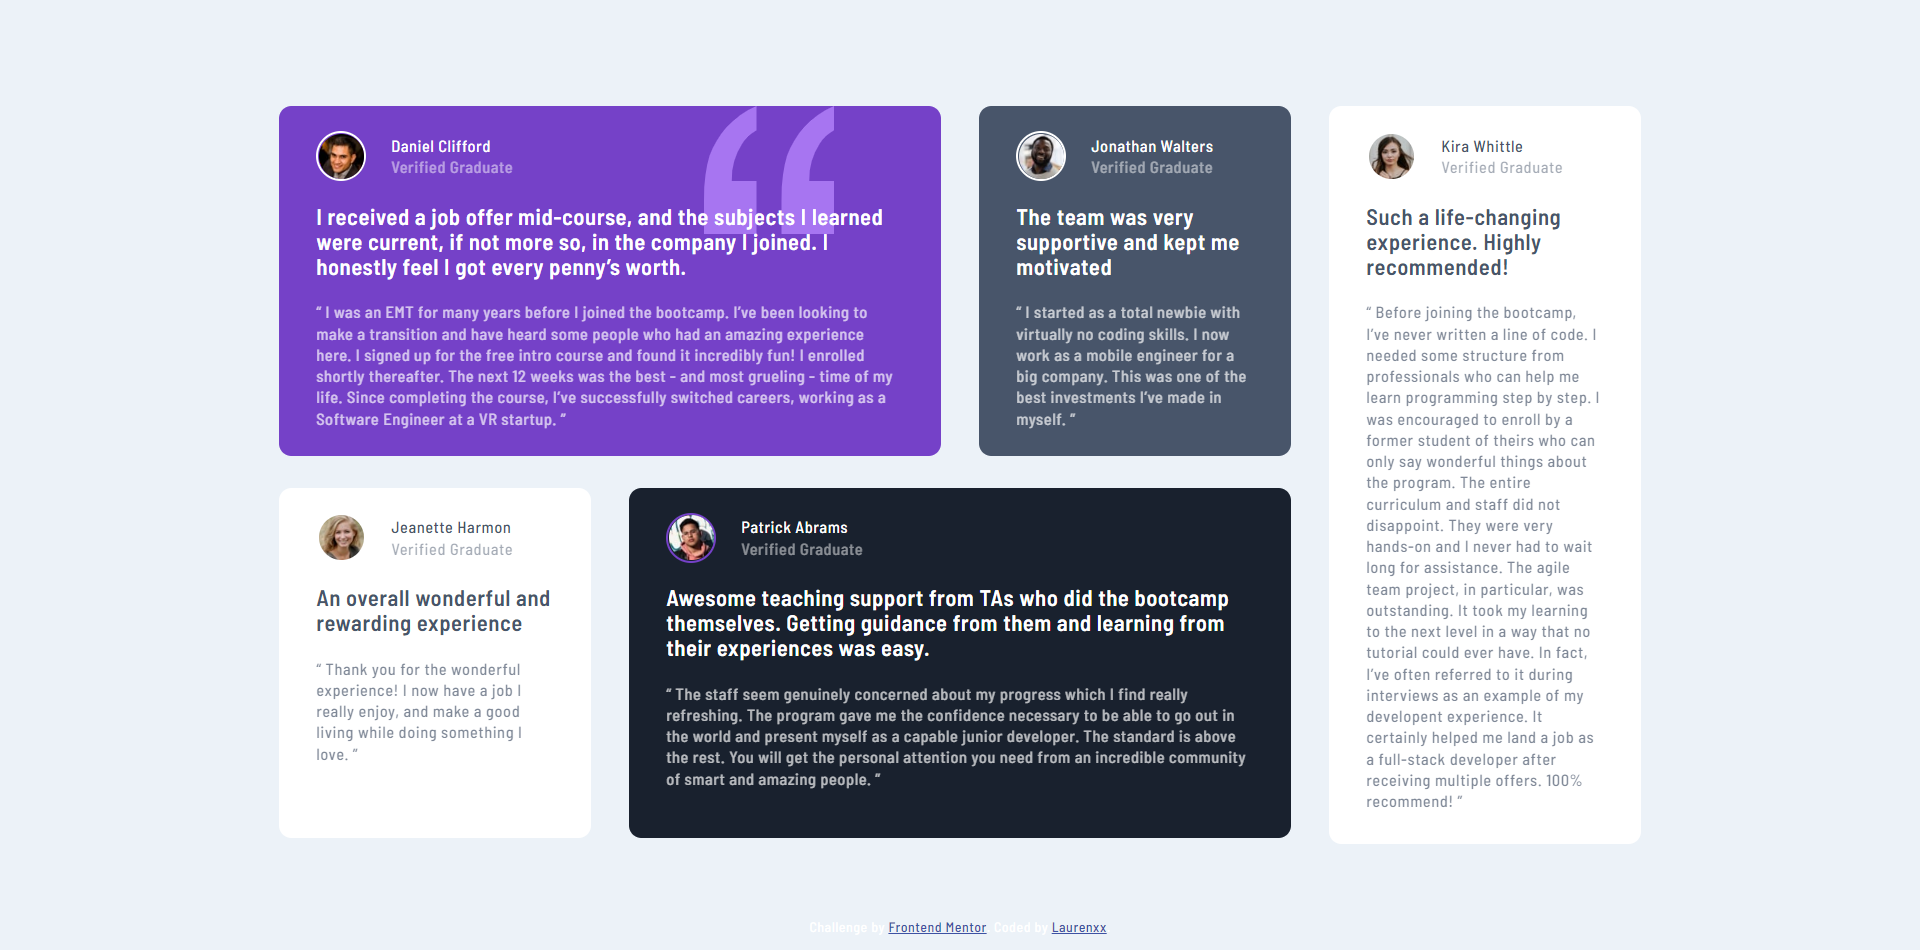 Daniel Clifford
Verified Graduate
I received a job offer mid-course, and the subjects I learned
were current, if not more so, in the company I joined. I
honestly feel I got every penny’s worth.
“ I was an EMT for many years before I joined the bootcamp. I’ve been looking to
make a transition and have heard some people who had an amazing experience
here. I signed up for the free intro course and found it incredibly fun! I enrolled
shortly thereafter. The next 12 weeks was the best - and most grueling - time of my
life. Since completing the course, I’ve successfully switched careers, working as a
Software Engineer at a VR startup. ”
Jonathan Walters
Verified Graduate
The team was very
supportive and kept me
motivated
“ I started as a total newbie with
virtually no coding skills. I now
work as a mobile engineer for a
big company. This was one of the
best investments I’ve made in
myself. ”
Kira Whittle
Verified Graduate
Such a life-changing
experience. Highly
recommended!
“ Before joining the bootcamp,
I’ve never written a line of code. I
needed some structure from
professionals who can help me
learn programming step by step. I
was encouraged to enroll by a
former student of theirs who can
only say wonderful things about
the program. The entire
curriculum and staff did not
disappoint. They were very
hands-on and I never had to wait
long for assistance. The agile
team project, in particular, was
outstanding. It took my learning
to the next level in a way that no
tutorial could ever have. In fact,
I’ve often referred to it during
interviews as an example of my
developent experience. It
certainly helped me land a job as
a full-stack developer after
receiving multiple offers. 100%
recommend! ”
Jeanette Harmon
Verified Graduate
An overall wonderful and
rewarding experience
“ Thank you for the wonderful
experience! I now have a job I
really enjoy, and make a good
living while doing something I
love. ”
Patrick Abrams
Verified Graduate
Awesome teaching support from TAs who did the bootcamp
themselves. Getting guidance from them and learning from
their experiences was easy.
“ The staff seem genuinely concerned about my progress which I find really
refreshing. The program gave me the confidence necessary to be able to go out in
the world and present myself as a capable junior developer. The standard is above
the rest. You will get the personal attention you need from an incredible community
of smart and amazing people. ”
Challenge by Frontend Mentor. Coded by Laurenxx.